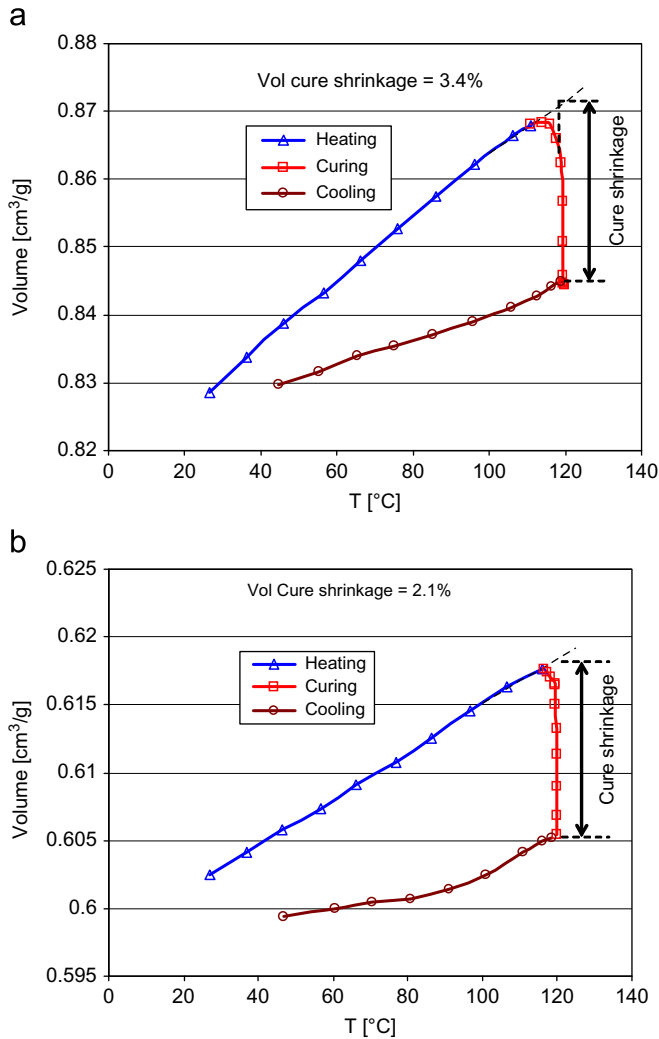 a
0.88
Vol cure shrinkage = 3.4%
0.87
Heating
Curing
Cooling
0.86
0.85
0.84
0.83
0.82
Volume [cm³/g]
Cure shrinkage
0 20 40 60 80 100 120 140
T [°C]
b
0.625
Vol Cure shrinkage = 2.1%
0.62
Heating
Curing
Cooling
0.615
0.61
0.605
0.6
0.595
Volume [cm³/g]
Cure shrinkage
0 20 40 60 80 100 120 140
T [°C]